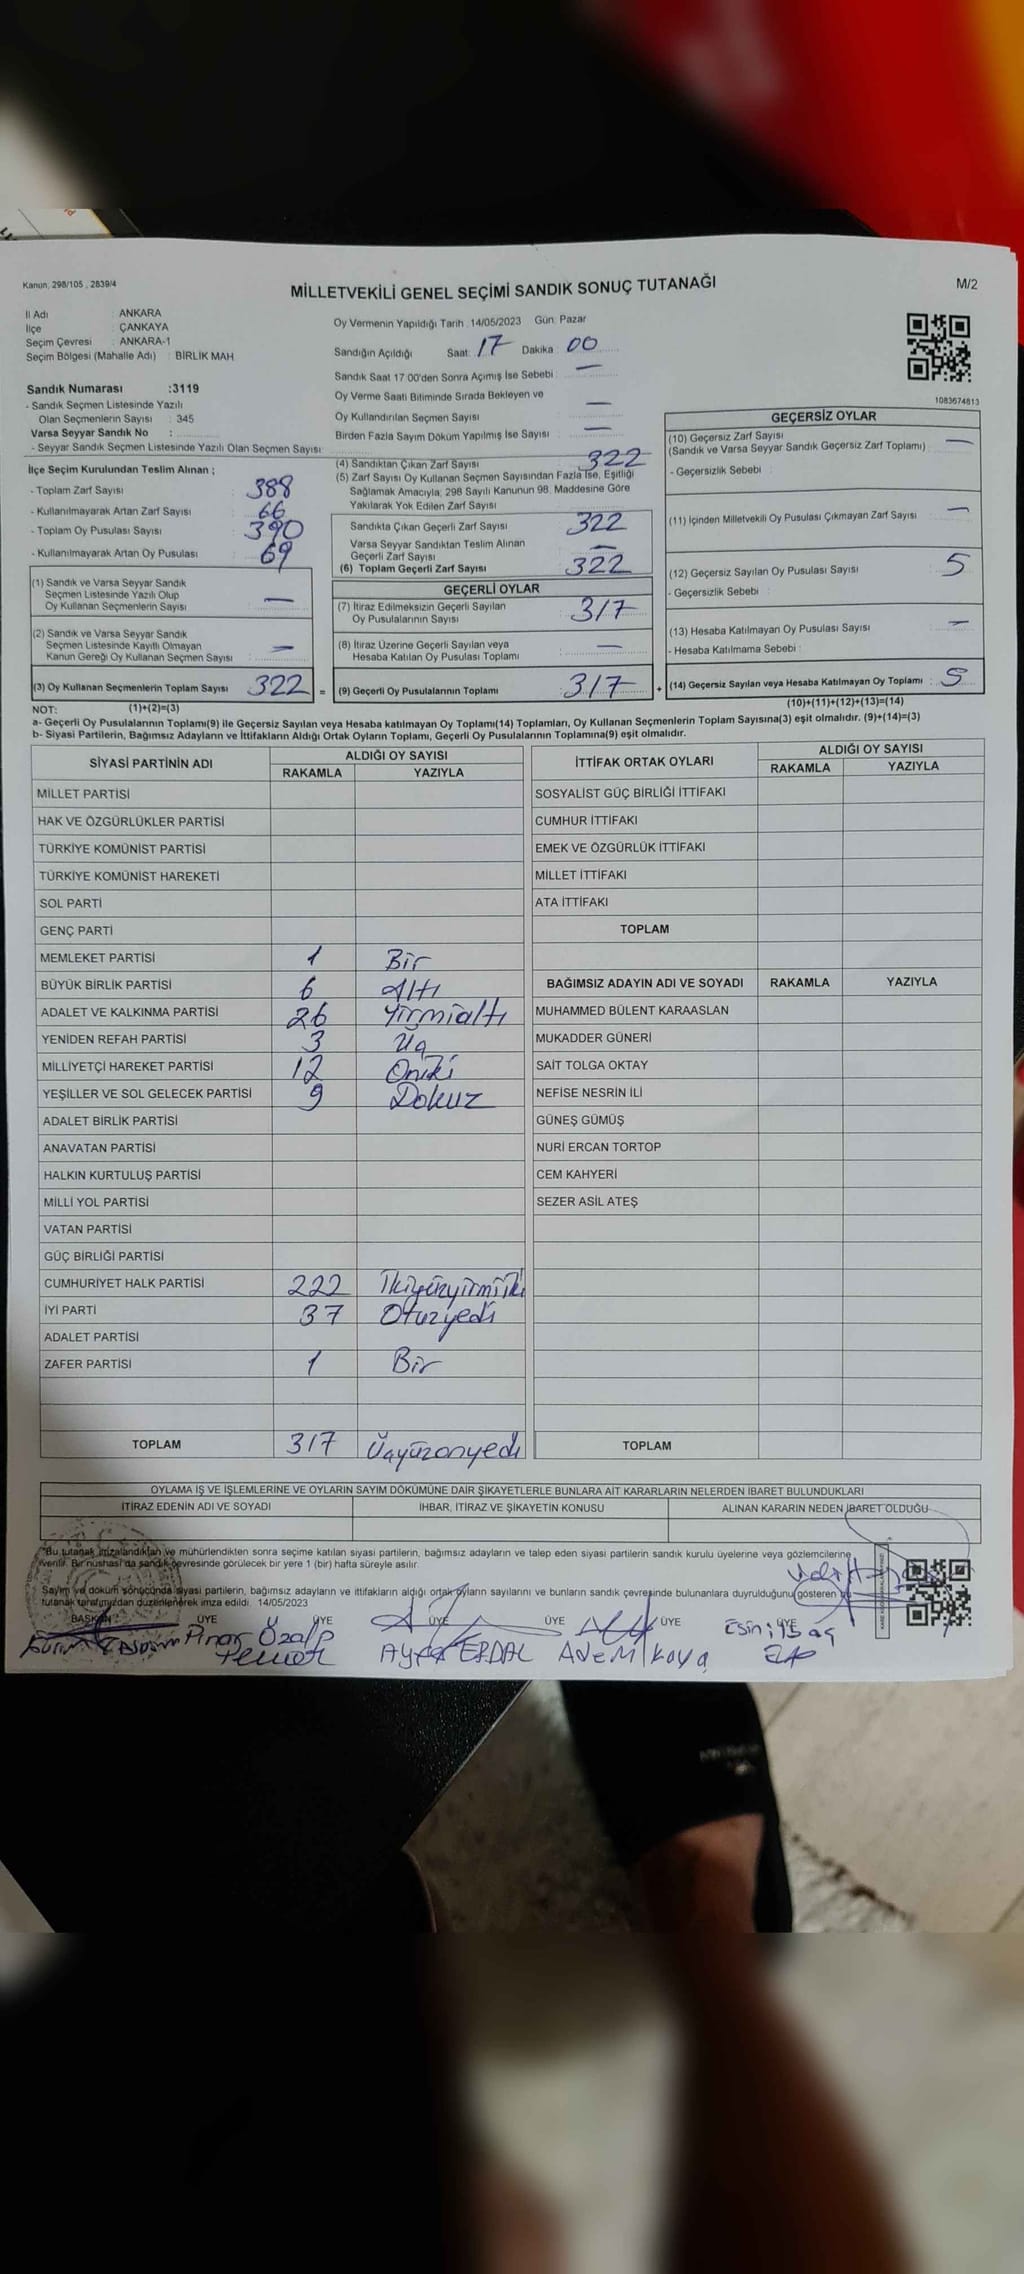 Kanun, 298/105 , 2839/4
MİLLETVEKİLİ GENEL SEÇİMİ SANDIK SONUÇ TUTANAĞI
M/2
İl Adı : ANKARA
İlçe : ÇANKAYA
Seçim Çevresi : ANKARA-1
Seçim Bölgesi (Mahalle Adı) : BİRLİK MAH
Sandık Numarası :3119
- Sandık Seçmen Listesinde Yazılı
Olan Seçmenlerin Sayısı : 345
Varsa Seyyar Sandık No :
- Seyyar Sandık Seçmen Listesinde Yazılı Olan Seçmen Sayısı :
Oy Vermenin Yapıldığı Tarih : 14/05/2023 Gün: Pazar
Sandığın Açıldığı Saat: 17 Dakika : 00
Sandık Saat 17:00'den Sonra Açımış İse Sebebi : —
Oy Verme Saati Bitiminde Sırada Bekleyen ve
Oy Kullandırılan Seçmen Sayısı : —
Birden Fazla Sayım Döküm Yapılmış İse Sayısı : —
1083674813
İlçe Seçim Kurulundan Teslim Alınan ;
- Toplam Zarf Sayısı : 388
- Kullanılmayarak Artan Zarf Sayısı : 66
- Toplam Oy Pusulası Sayısı : 390
- Kullanılmayarak Artan Oy Pusulası : 69
(1) Sandık ve Varsa Seyyar Sandık
Seçmen Listesinde Yazılı Olup
Oy Kullanan Seçmenlerin Sayısı : —
(2) Sandık ve Varsa Seyyar Sandık
Seçmen Listesinde Kayıtlı Olmayan
Kanun Gereği Oy Kullanan Seçmen Sayısı : —
(3) Oy Kullanan Seçmenlerin Toplam Sayısı : 322 =
(1)+(2)=(3)
(4) Sandıktan Çıkan Zarf Sayısı : 322
(5) Zarf Sayısı Oy Kullanan Seçmen Sayısından Fazla İse, Eşitliği
Sağlamak Amacıyla; 298 Sayılı Kanunun 98. Maddesine Göre
Yakılarak Yok Edilen Zarf Sayısı
Sandıkta Çıkan Geçerli Zarf Sayısı : 322
Varsa Seyyar Sandıktan Teslim Alınan
Geçerli Zarf Sayısı : —
(6) Toplam Geçerli Zarf Sayısı : 322
GEÇERLİ OYLAR
(7) İtiraz Edilmeksizin Geçerli Sayılan
Oy Pusulalarının Sayısı : 317
(8) İtiraz Üzerine Geçerli Sayılan veya
Hesaba Katılan Oy Pusulası Toplamı : —
(9) Geçerli Oy Pusulalarının Toplamı : 317 +
GEÇERSİZ OYLAR
(10) Geçersiz Zarf Sayısı
(Sandık ve Varsa Seyyar Sandık Geçersiz Zarf Toplamı) : —
- Geçersizlik Sebebi :
(11) İçinden Milletvekili Oy Pusulası Çıkmayan Zarf Sayısı : —
(12) Geçersiz Sayılan Oy Pusulası Sayısı : 5
- Geçersizlik Sebebi :
(13) Hesaba Katılmayan Oy Pusulası Sayısı : —
- Hesaba Katılmama Sebebi :
(14) Geçersiz Sayılan veya Hesaba Katılmayan Oy Toplamı : 5
(10)+(11)+(12)+(13)=(14)
NOT:
a- Geçerli Oy Pusulalarının Toplamı(9) ile Geçersiz Sayılan veya Hesaba katılmayan Oy Toplamı(14) Toplamları, Oy Kullanan Seçmenlerin Toplam Sayısına(3) eşit olmalıdır. (9)+(14)=(3)
b- Siyasi Partilerin, Bağımsız Adayların ve İttifakların Aldığı Ortak Oyların Toplamı, Geçerli Oy Pusulalarının Toplamına(9) eşit olmalıdır.
SİYASİ PARTİNİN ADI ALDIĞI OY SAYISI
RAKAMLA YAZIYLA
MİLLET PARTİSİ
HAK VE ÖZGÜRLÜKLER PARTİSİ
TÜRKİYE KOMÜNİST PARTİSİ
TÜRKİYE KOMÜNİST HAREKETİ
SOL PARTİ
GENÇ PARTİ
MEMLEKET PARTİSİ 1 Bir
BÜYÜK BİRLİK PARTİSİ 6 Altı
ADALET VE KALKINMA PARTİSİ 26 Yirmialtı
YENİDEN REFAH PARTİSİ 3 Üç
MİLLİYETÇİ HAREKET PARTİSİ 12 Oniki
YEŞİLLER VE SOL GELECEK PARTİSİ 9 Dokuz
ADALET BİRLİK PARTİSİ
ANAVATAN PARTİSİ
HALKIN KURTULUŞ PARTİSİ
MİLLİ YOL PARTİSİ
VATAN PARTİSİ
GÜÇ BİRLİĞİ PARTİSİ
CUMHURİYET HALK PARTİSİ 222 İkiyüzyirmiiki
İYİ PARTİ 37 Otuzyedi
ADALET PARTİSİ
ZAFER PARTİSİ 1 Bir
TOPLAM 317 Üçyüzonyedi
İTTİFAK ORTAK OYLARI ALDIĞI OY SAYISI
RAKAMLA YAZIYLA
SOSYALİST GÜÇ BİRLİĞİ İTTİFAKI
CUMHUR İTTİFAKI
EMEK VE ÖZGÜRLÜK İTTİFAKI
MİLLET İTTİFAKI
ATA İTTİFAKI
TOPLAM
BAĞIMSIZ ADAYIN ADI VE SOYADI RAKAMLA YAZIYLA
MUHAMMED BÜLENT KARAASLAN
MUKADDER GÜNERİ
SAİT TOLGA OKTAY
NEFİSE NESRİN İLİ
GÜNEŞ GÜMÜŞ
NURİ ERCAN TORTOP
CEM KAHYERİ
SEZER ASİL ATEŞ
TOPLAM
OYLAMA İŞ VE İŞLEMLERİNE VE OYLARIN SAYIM DÖKÜMÜNE DAİR ŞİKAYETLERLE BUNLARA AİT KARARLARIN NELERDEN İBARET BULUNDUKLARI
İTİRAZ EDENİN ADI VE SOYADI İHBAR, İTİRAZ VE ŞİKAYETİN KONUSU ALINAN KARARIN NEDEN İBARET OLDUĞU
"Bu tutanak imzalandıktan ve mühürlendikten sonra seçime katılan siyasi partilerin, bağımsız adayların ve talep eden siyasi partilerin sandık kurulu üyelerine veya gözlemcilerine
verilir. Bir nüshası da sandık çevresinde görülecek bir yere 1 (bir) hafta süreyle asılır.
Sayım ve döküm sonucunda siyasi partilerin, bağımsız adayların ve ittifakların aldığı ortak oyların sayılarını ve bunların sandık çevresinde bulunanlara duyrulduğunu gösteren
tutanak tarafımızdan düzenlenerek imza edildi. 14/05/2023
BAŞKAN ÜYE ÜYE ÜYE ÜYE ÜYE ÜYE
Pınar Özalp AYŞE ERDAL Adem Kaya Esin